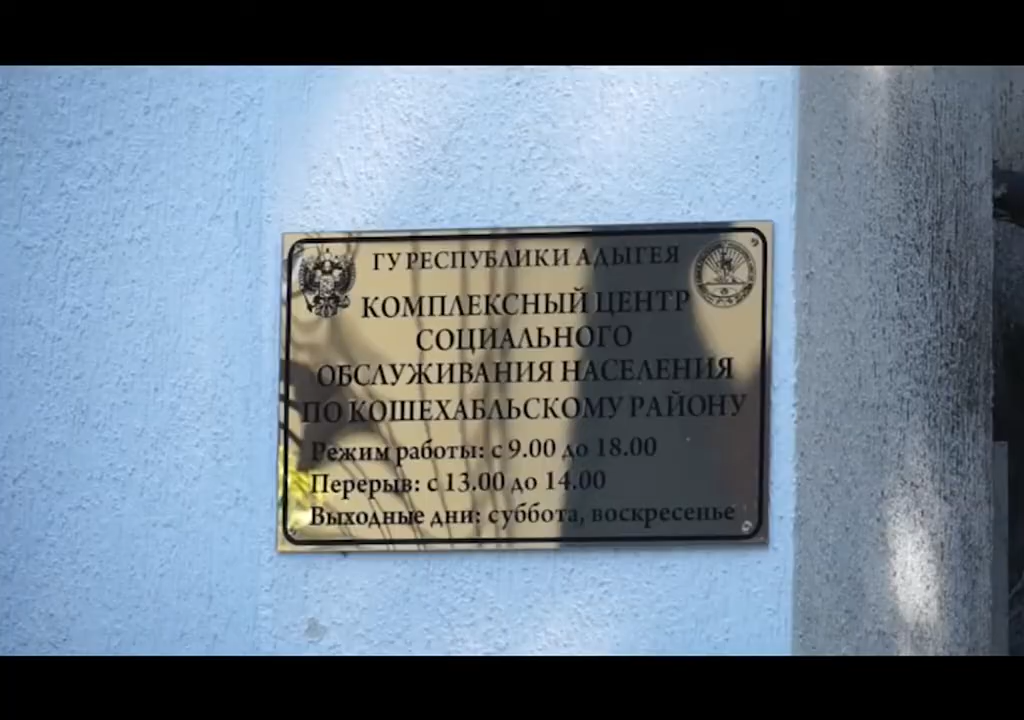 ГУ РЕСПУБЛИКИ АДЫГЕЯ
КОМПЛЕКСНЫЙ ЦЕНТР
СОЦИАЛЬНОГО
ОБСЛУЖИВАНИЯ НАСЕЛЕНИЯ
ПО КОШЕХАБЛЬСКОМУ РАЙОНУ
Режим работы: с 9.00 до 18.00
Перерыв: с 13.00 до 14.00
Выходные дни: суббота, воскресенье